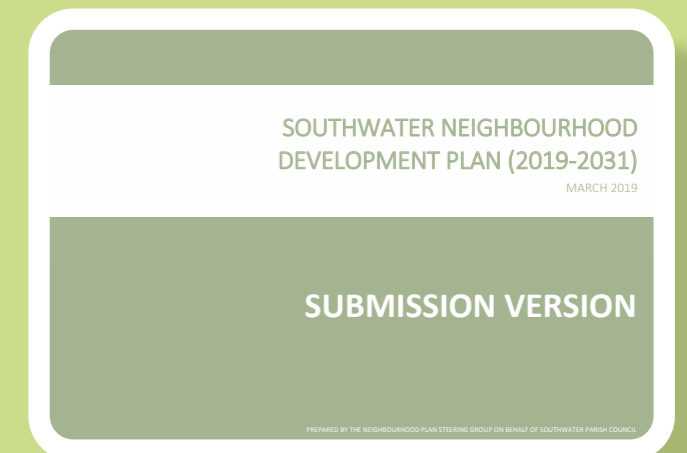 SOUTHWATER NEIGHBOURHOOD
DEVELOPMENT PLAN (2019-2031)
MARCH 2019
SUBMISSION VERSION
PREPARED BY THE NEIGHBOURHOOD PLAN STEERING GROUP ON BEHALF OF SOUTHWATER PARISH COUNCIL